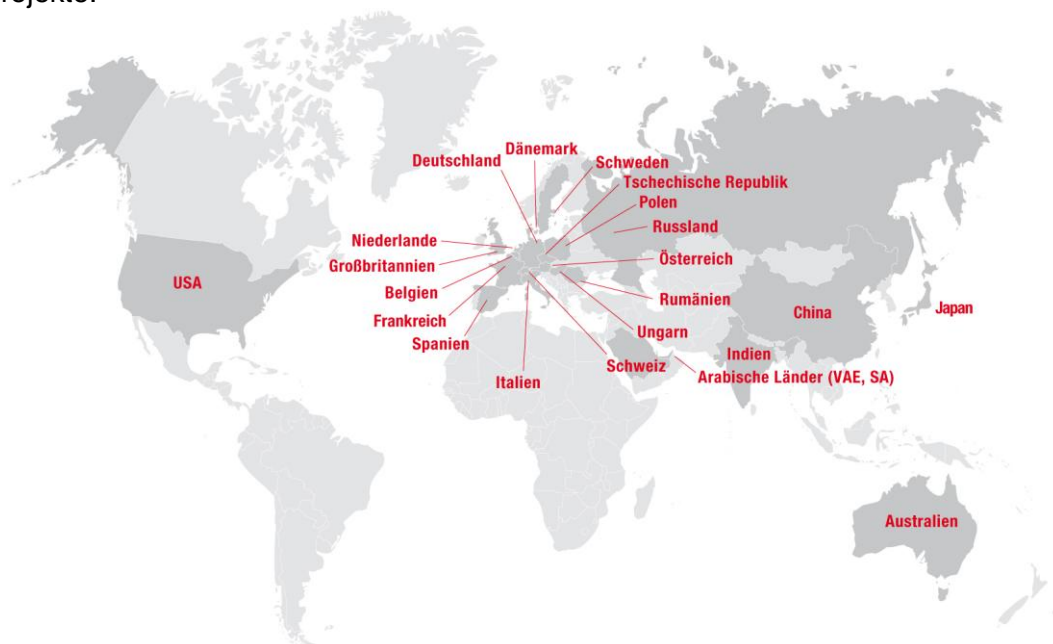 rojekte.
Dänemark
Deutschland
Schweden
Tschechische Republik
Polen
Russland
Niederlande
Großbritannien
Österreich
USA
Belgien
Rumänien
China
Japan
Frankreich
Ungarn
Spanien
Indien
Schweiz
Arabische Länder (VAE, SA)
Italien
Australien